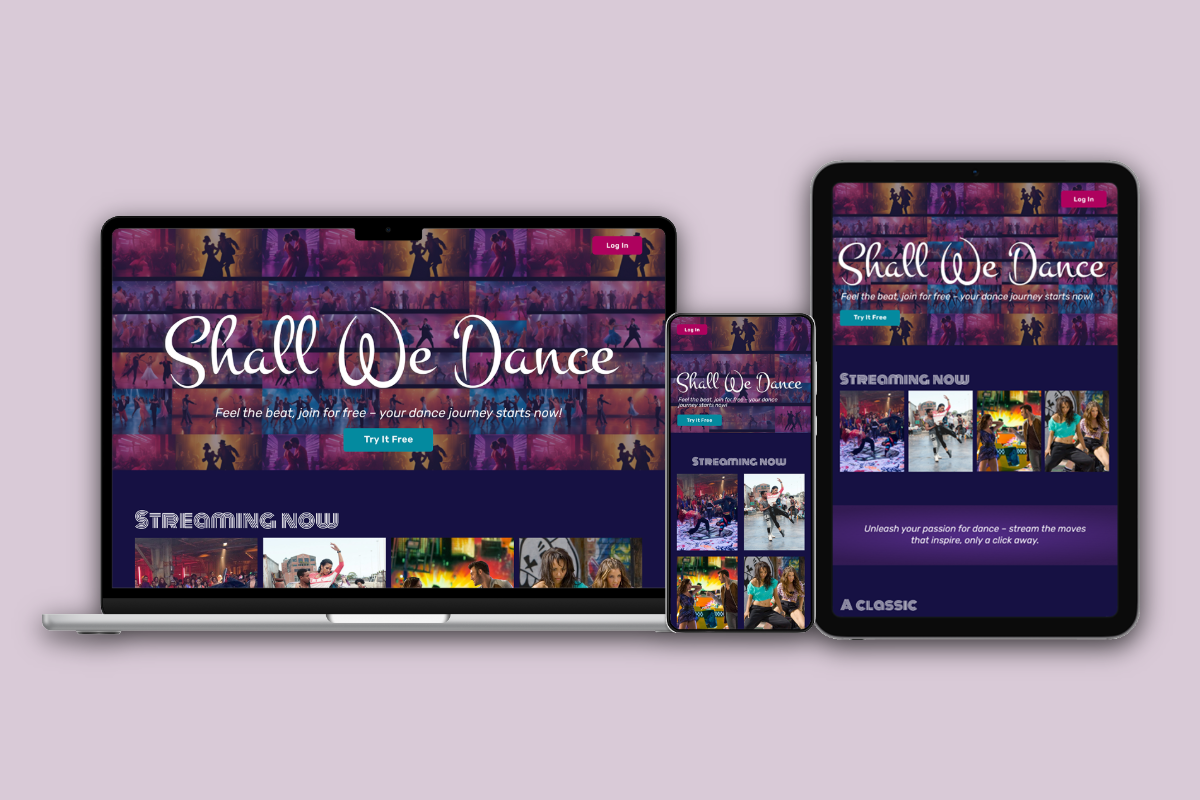 Log In
Shall We Dance
Feel the beat, join for free – your dance journey starts now!
Try It Free
Streaming now
Log In
Shall We Dance
Feel the beat, join for free – your dance
journey starts now!
Try It Free
Streaming now
Log In
Shall We Dance
Feel the beat, join for free – your dance journey starts now!
Try It Free
Streaming now
Unleash your passion for dance – stream the moves
that inspire, only a click away.
A classic